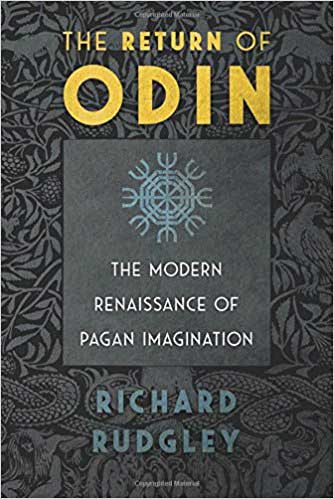 THE RETURN OF
ODIN
THE MODERN
RENAISSANCE OF
PAGAN IMAGINATION
RICHARD
RUDGLEY